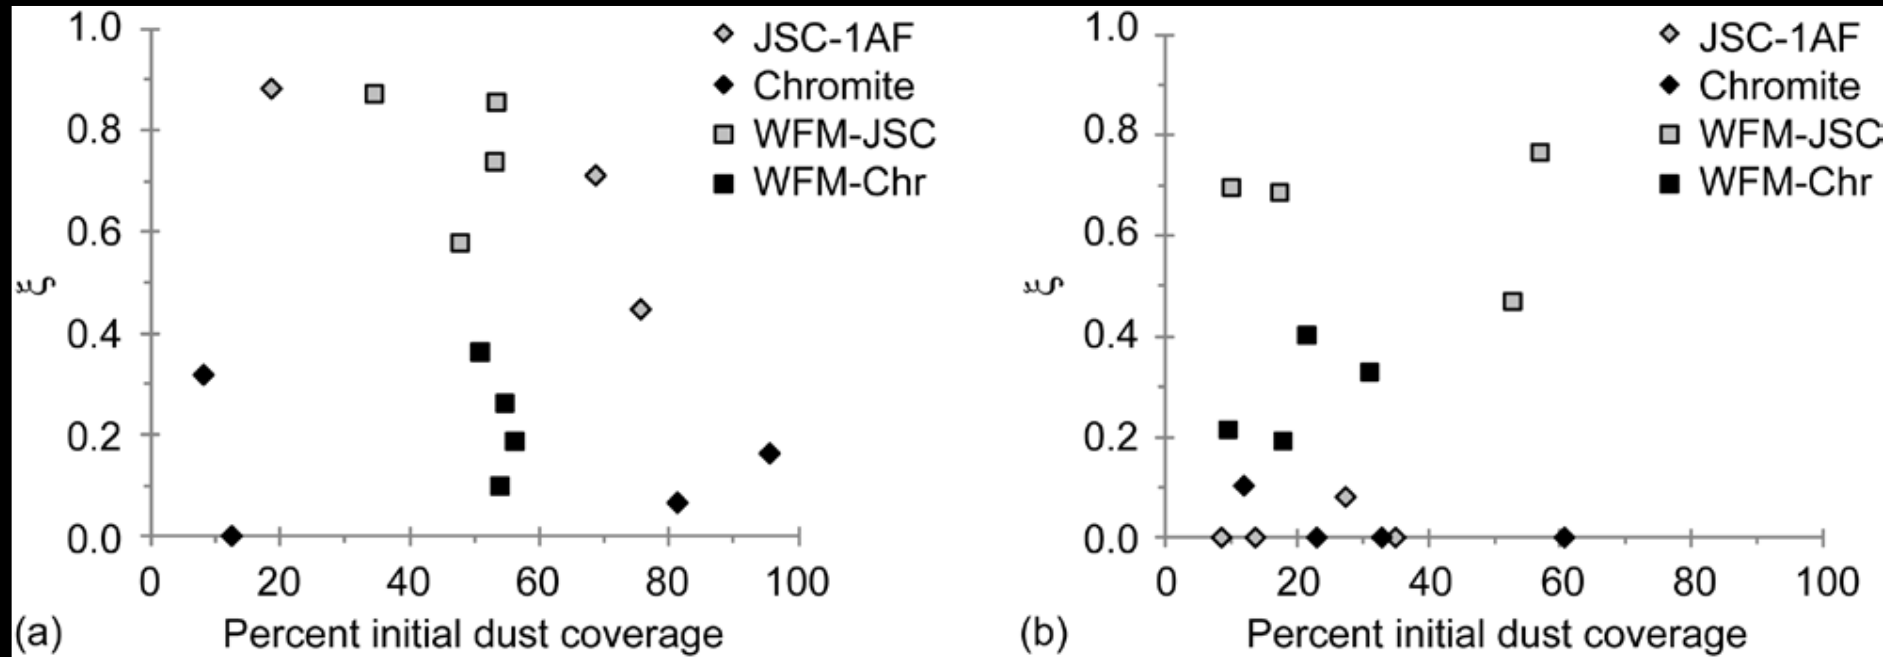 1.0
0.8
0.6
0.4
0.2
0.0
ξ
0 20 40 60 80 100
(a) Percent initial dust coverage
JSC-1AF
Chromite
WFM-JSC
WFM-Chr
1.0
0.8
0.6
0.4
0.2
0.0
ξ
0 20 40 60 80 100
(b) Percent initial dust coverage
JSC-1AF
Chromite
WFM-JSC
WFM-Chr